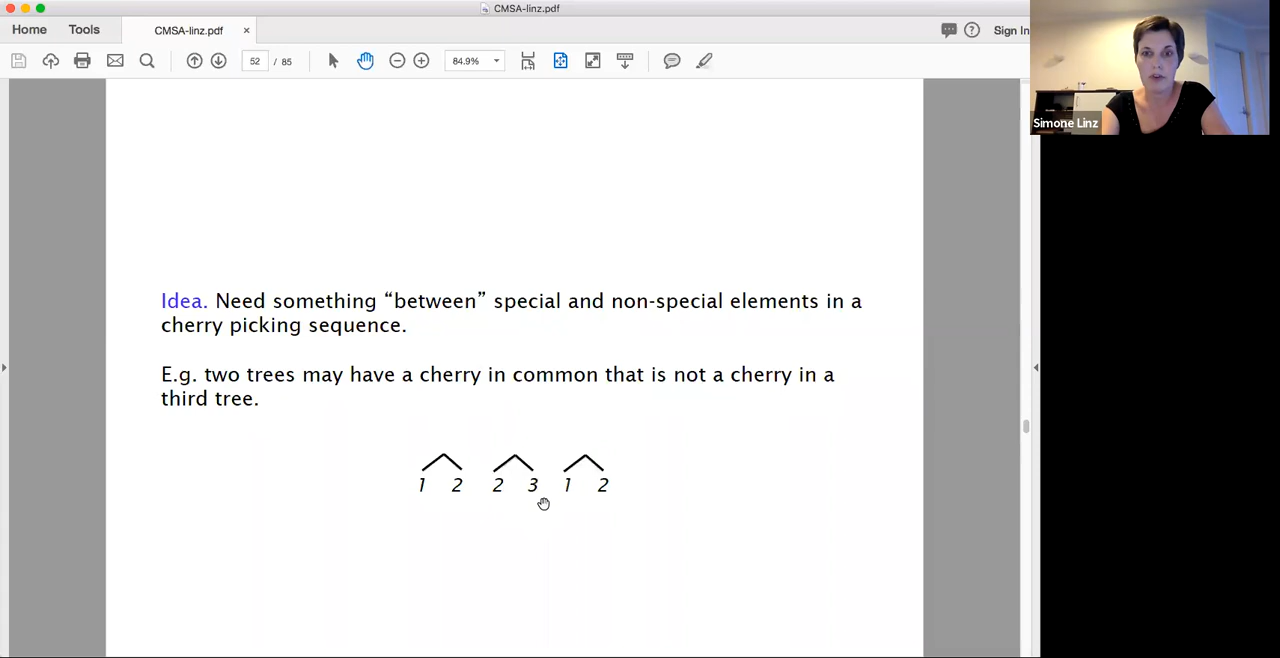 CMSA-linz.pdf
Home Tools CMSA-linz.pdf × Sign In
52 / 85 84.9%
Simone Linz
Idea. Need something “between” special and non-special elements in a
cherry picking sequence.
E.g. two trees may have a cherry in common that is not a cherry in a
third tree.
1 2 2 3 1 2